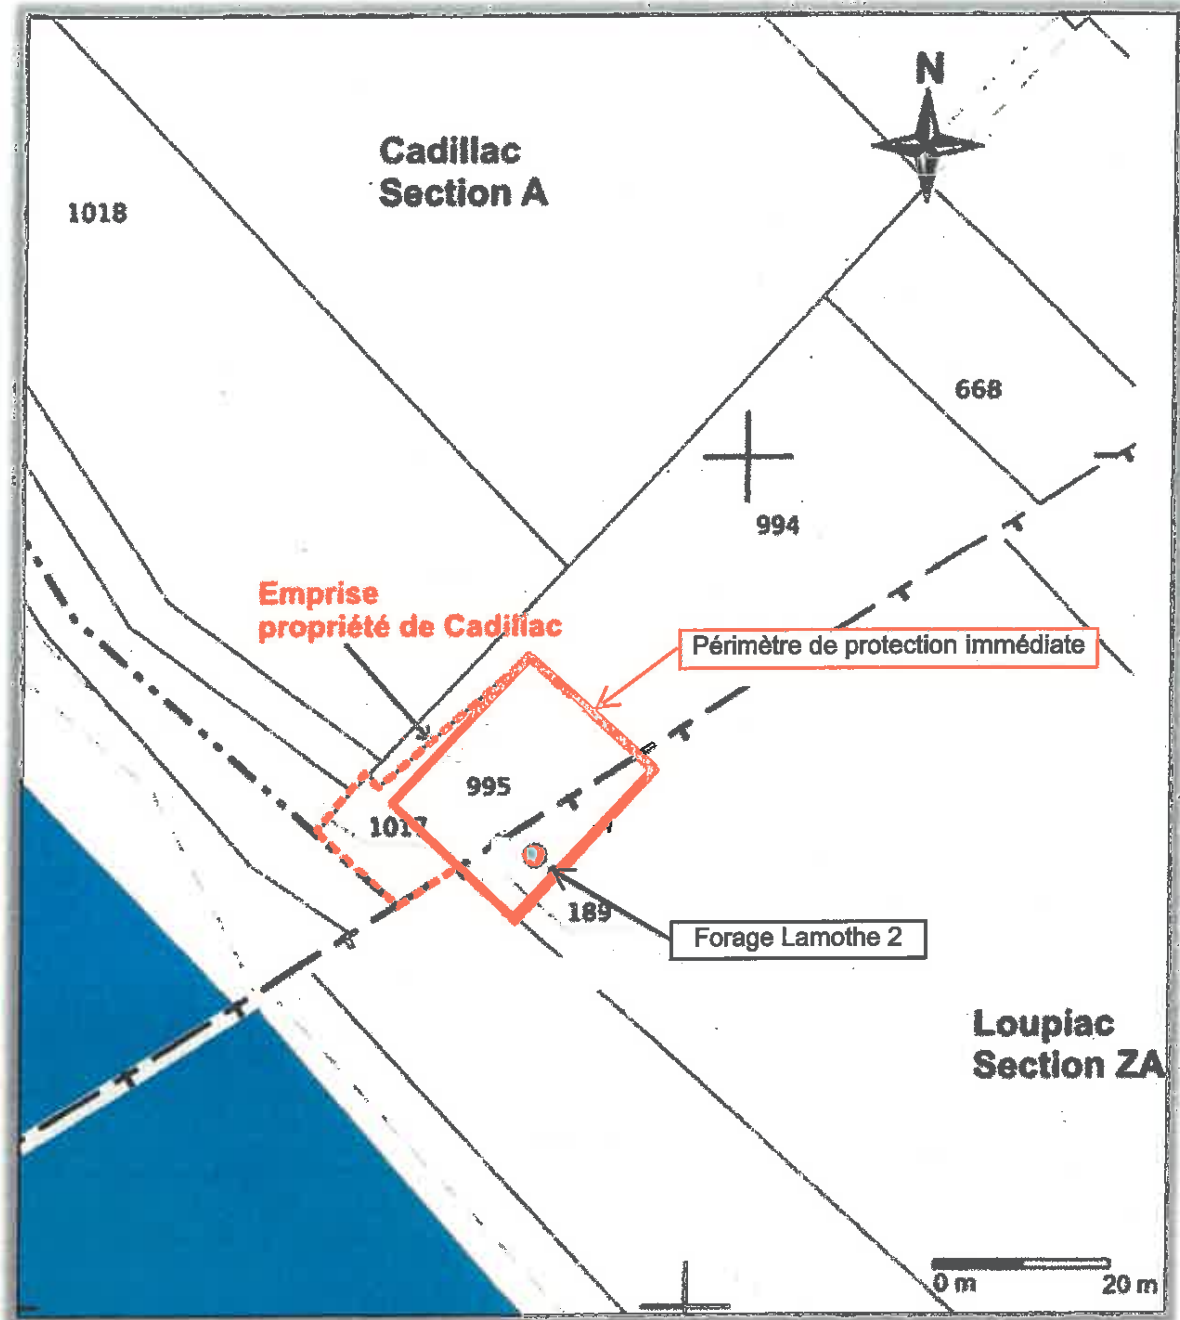 N
Cadillac
Section A
1018
668
994
Emprise
propriété de Cadillac
Périmètre de protection immédiate
995
1017
189
Forage Lamothe 2
Loupiac
Section ZA
0 m
20 m